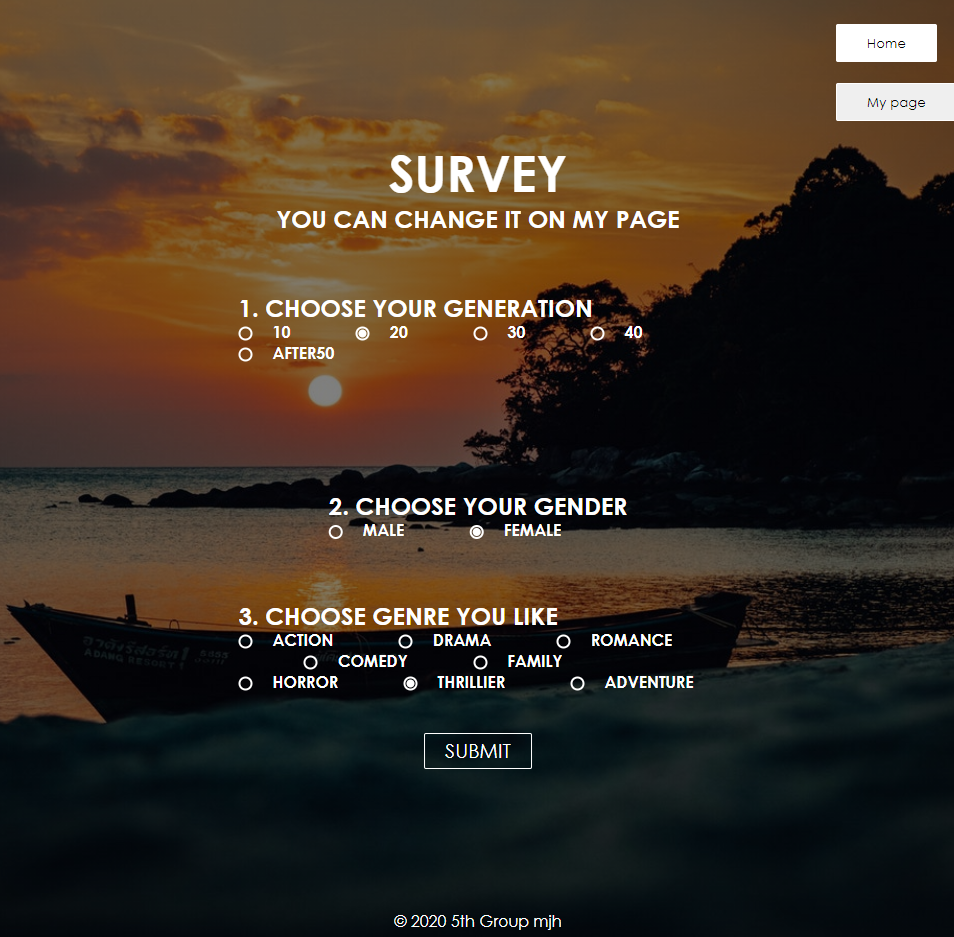 Home
My page
SURVEY
YOU CAN CHANGE IT ON MY PAGE
1. CHOOSE YOUR GENERATION
10 20 30 40
AFTER50
2. CHOOSE YOUR GENDER
MALE FEMALE
3. CHOOSE GENRE YOU LIKE
ACTION DRAMA ROMANCE
COMEDY FAMILY
HORROR THRILLIER ADVENTURE
ADANG RESORT
SUBMIT
© 2020 5th Group mjh